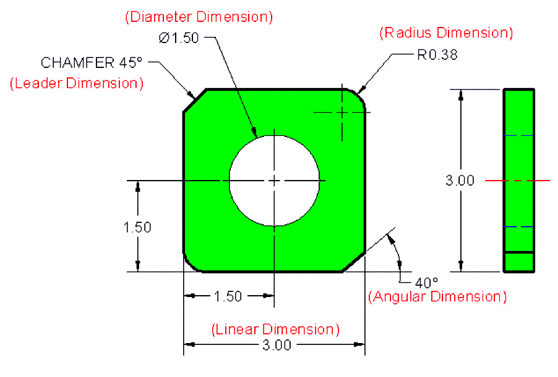 (Diameter Dimension)
Ø1.50
(Radius Dimension)
R0.38
CHAMFER 45°
(Leader Dimension)
3.00
1.50
1.50
40°
(Angular Dimension)
(Linear Dimension)
3.00